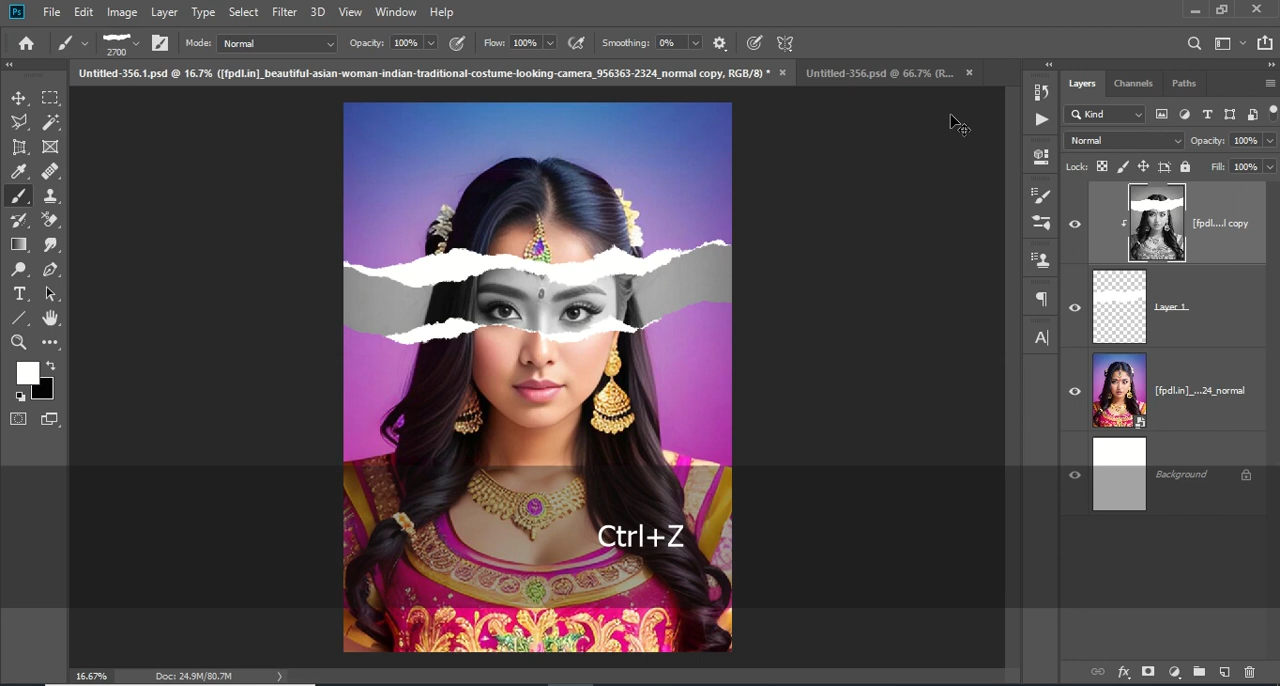 Ps File Edit Image Layer Type Select Filter 3D View Window Help
2700 Mode: Normal Opacity: 100% Flow: 100% Smoothing: 0%
Untitled-356.1.psd @ 16.7% ([fpdl.in]_beautiful-asian-woman-indian-traditional-costume-looking-camera_956363-2324_normal copy, RGB/8) * × Untitled-356.psd @ 66.7% (R... ×
Layers Channels Paths
Kind
Normal Opacity: 100%
Lock: Fill: 100%
[fpdl....l copy
Layer 1
[fpdl.in]_...24_normal
Background
Ctrl+Z
16.67% Doc: 24.9M/80.7M